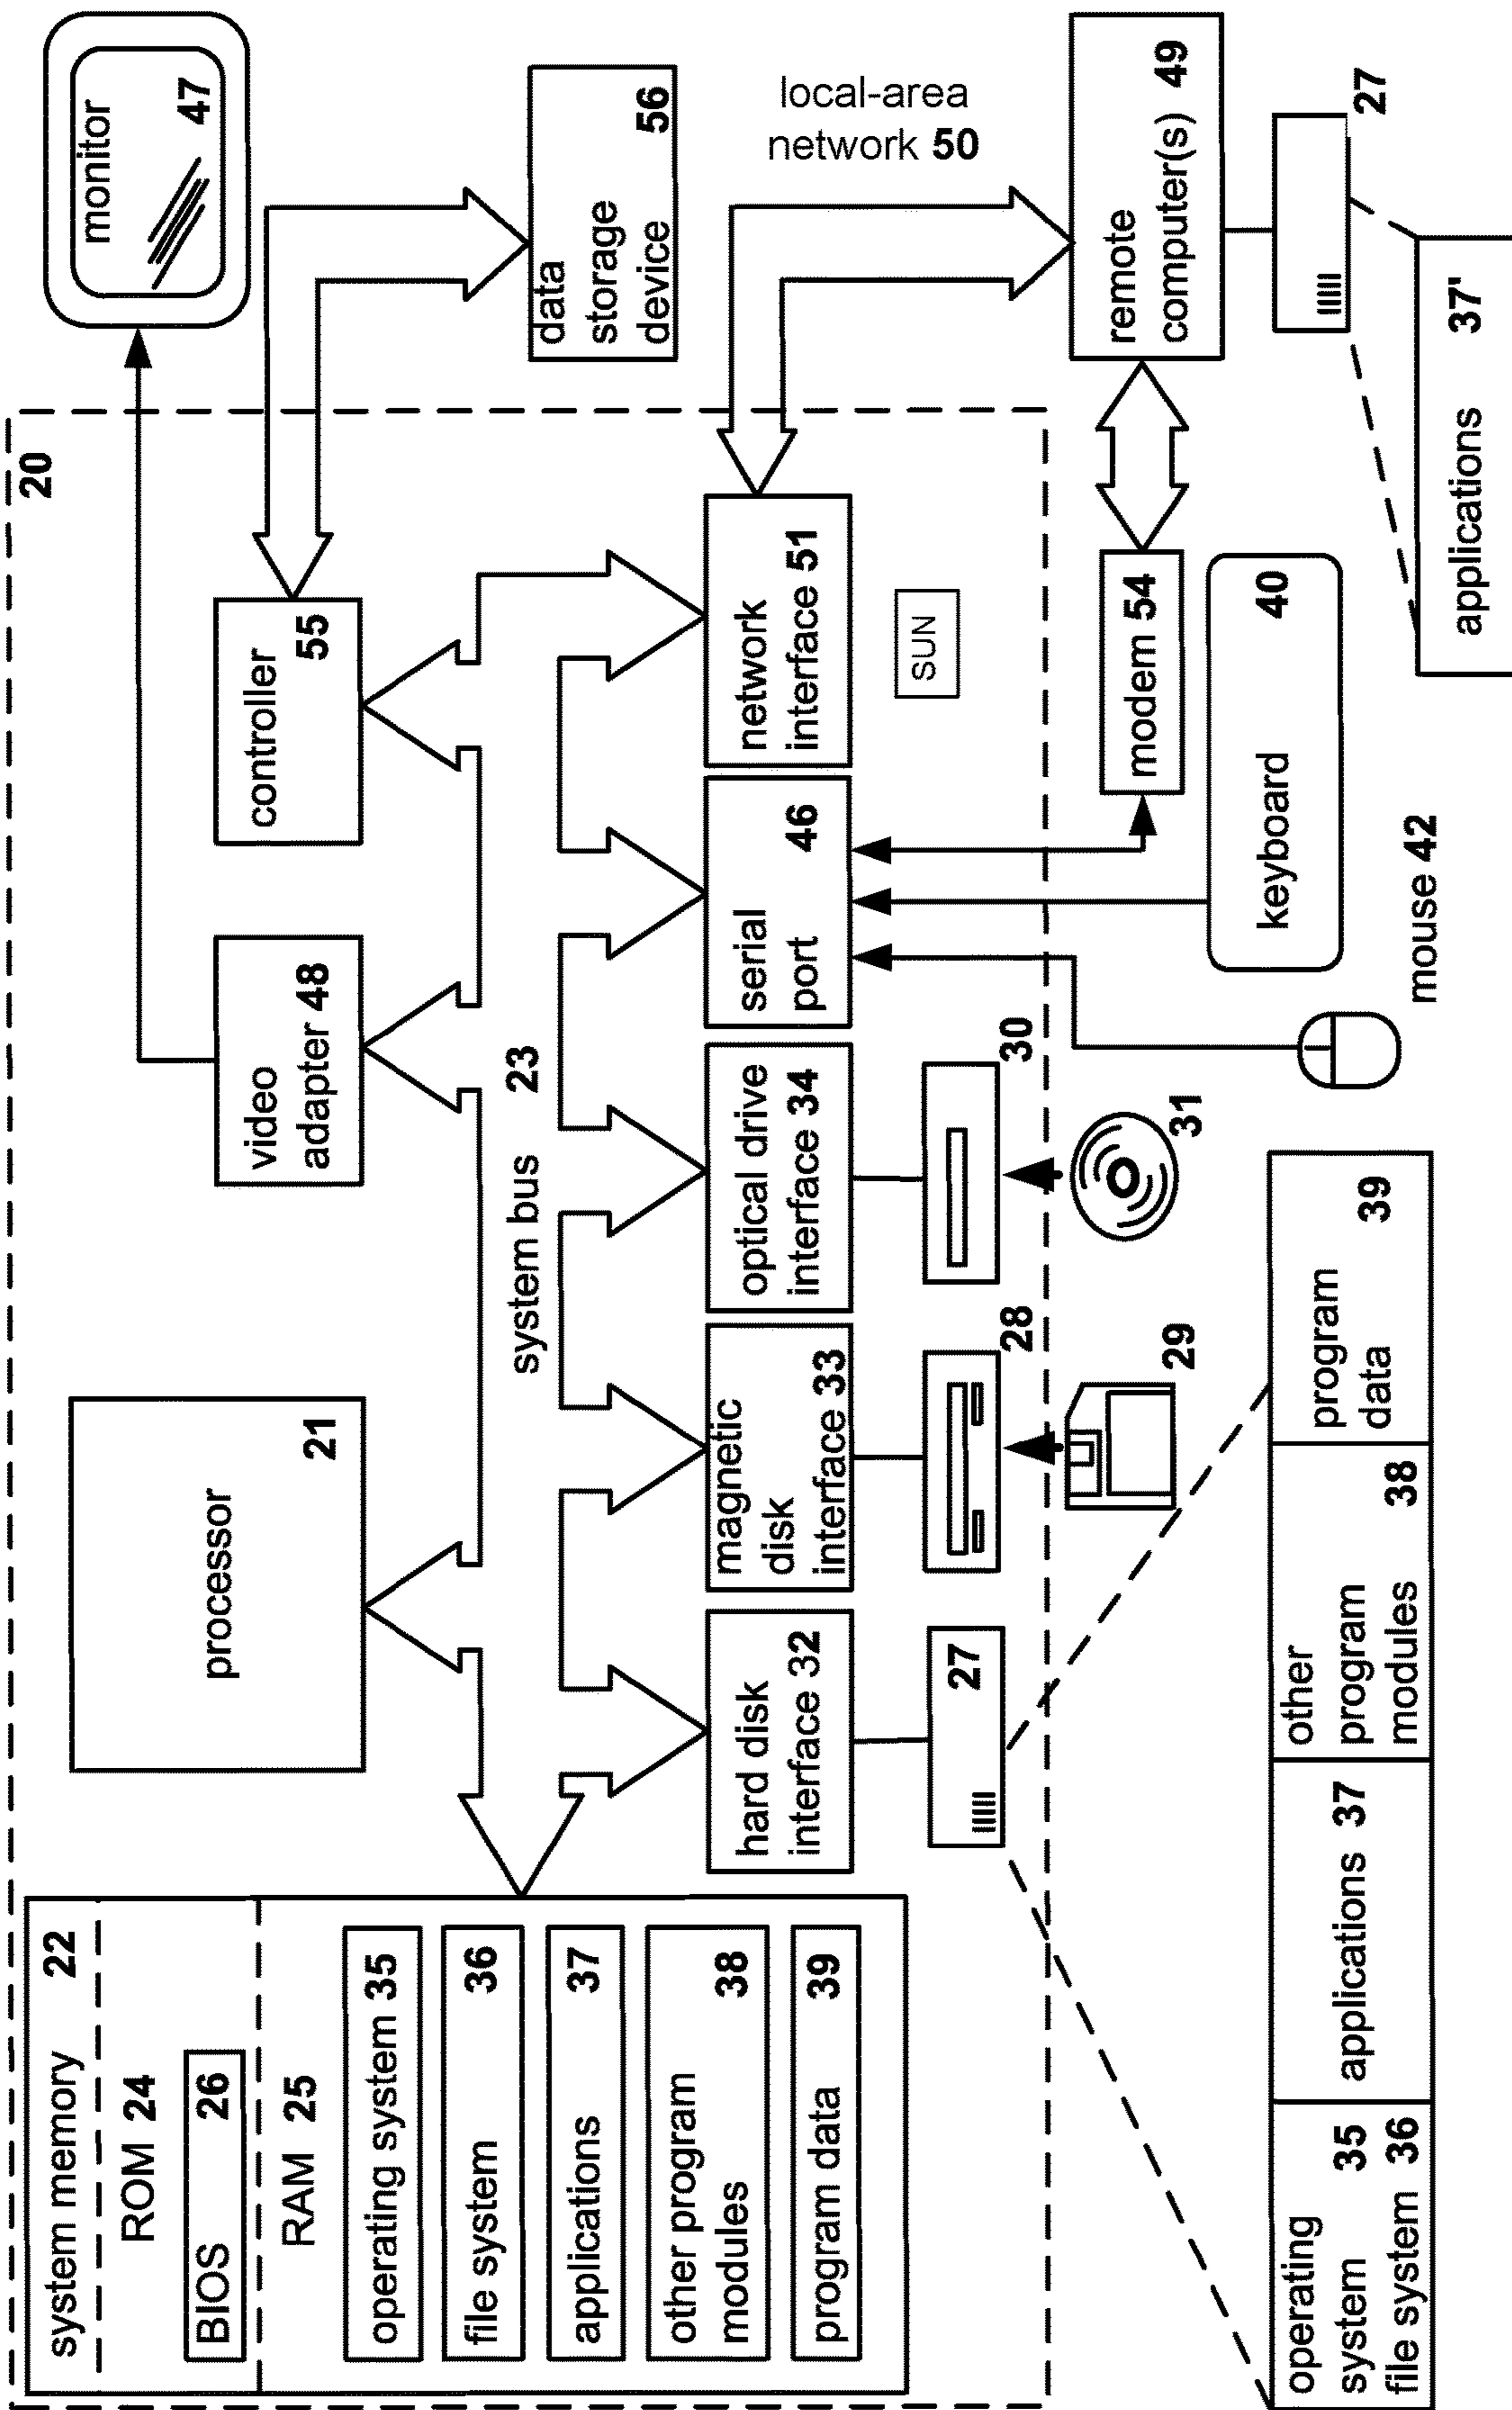 20
system memory 22
ROM 24
BIOS 26
RAM 25
operating system 35
file system 36
applications 37
other program
modules 38
program data 39
processor
21
video
adapter 48
controller
55
monitor
47
system bus 23
data
storage
device 56
hard disk
interface 32
magnetic
disk
interface 33
optical drive
interface 34
serial
port 46
network
interface 51
local-area
network 50
SUN
27
28
30
29
31
modem 54
remote
computer(s) 49
keyboard 40
mouse 42
27
operating
system 35
file system 36
applications 37
other
program
modules 38
program
data 39
applications 37'